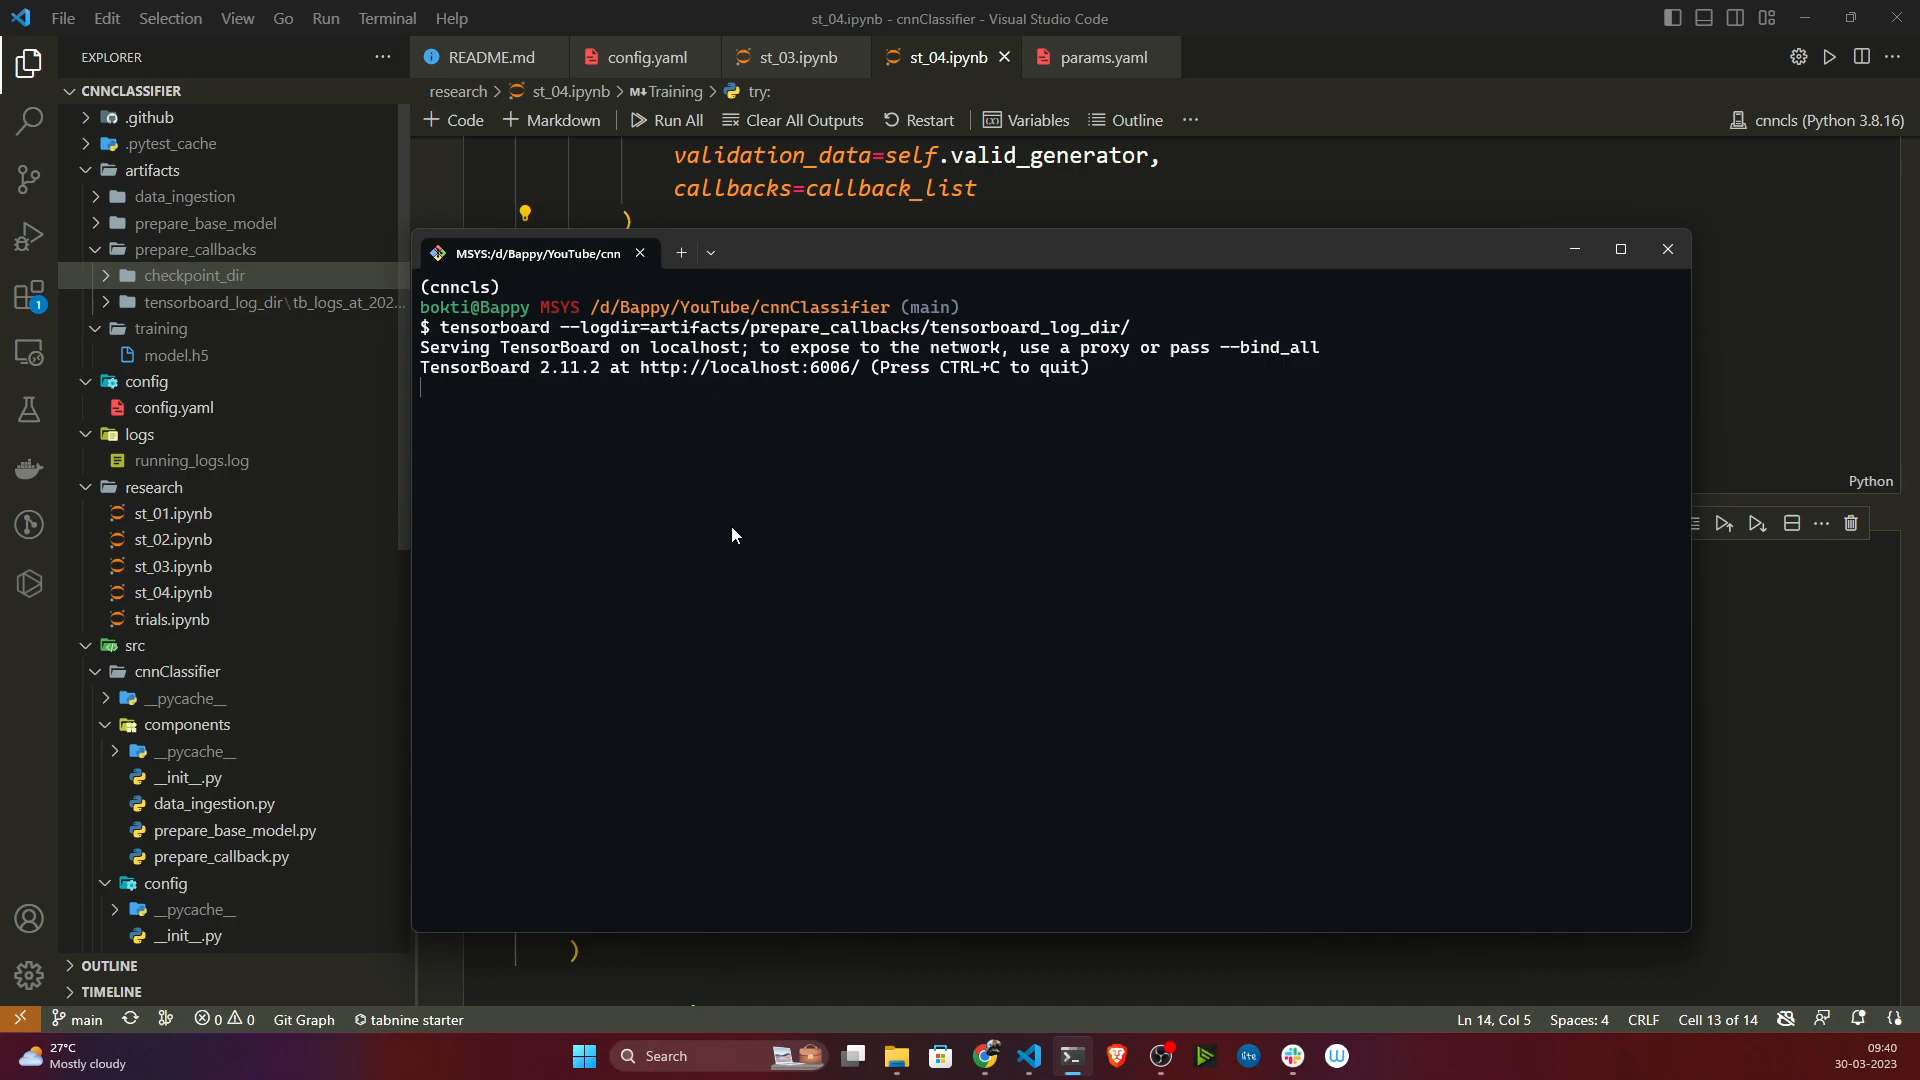 File Edit Selection View Go Run Terminal Help
st_04.ipynb - cnnClassifier - Visual Studio Code
EXPLORER
README.md
config.yaml
st_03.ipynb
st_04.ipynb
params.yaml
CNNCLASSIFIER
research > st_04.ipynb > M↓Training > try:
+ Code + Markdown Run All Clear All Outputs Restart Variables Outline ...
cnncls (Python 3.8.16)
.github
.pytest_cache
artifacts
data_ingestion
prepare_base_model
prepare_callbacks
checkpoint_dir
tensorboard_log_dir\tb_logs_at_202...
training
model.h5
config
config.yaml
logs
running_logs.log
research
st_01.ipynb
st_02.ipynb
st_03.ipynb
st_04.ipynb
trials.ipynb
src
cnnClassifier
__pycache__
components
__pycache__
__init__.py
data_ingestion.py
prepare_base_model.py
prepare_callback.py
config
__pycache__
__init__.py
OUTLINE
TIMELINE
validation_data=self.valid_generator,
callbacks=callback_list
)
MSYS:/d/Bappy/YouTube/cnn
(cnncls)
bokti@Bappy MSYS /d/Bappy/YouTube/cnnClassifier (main)
$ tensorboard --logdir=artifacts/prepare_callbacks/tensorboard_log_dir/
Serving TensorBoard on localhost; to expose to the network, use a proxy or pass --bind_all
TensorBoard 2.11.2 at http://localhost:6006/ (Press CTRL+C to quit)
Python
)
main
0 0
Git Graph
tabnine starter
Ln 14, Col 5
Spaces: 4
CRLF
Cell 13 of 14
27°C
Mostly cloudy
Search
09:40
30-03-2023